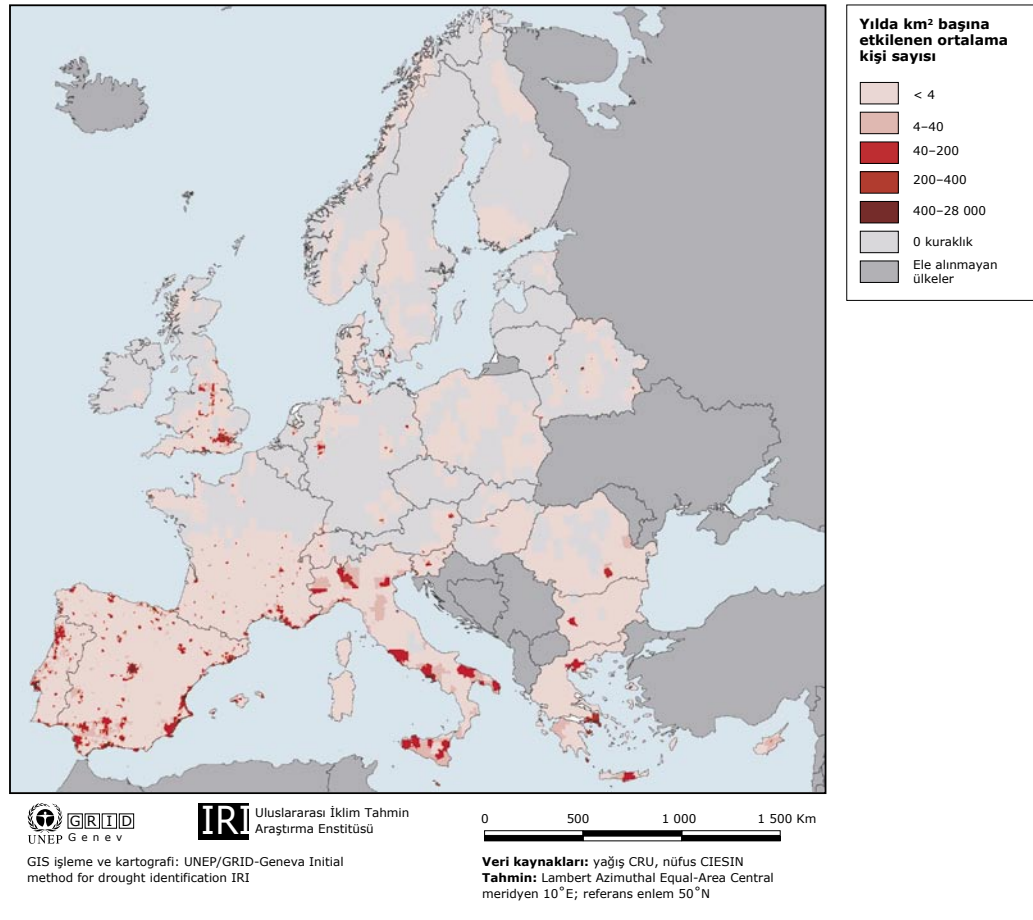 Yılda km² başına
etkilenen ortalama
kişi sayısı
< 4
4–40
40–200
200–400
400–28 000
0 kuraklık
Ele alınmayan
ülkeler
UNEP
GRID
Genev
IRI
Uluslararası İklim Tahmin
Araştırma Enstitüsü
GIS işleme ve kartografi: UNEP/GRID-Geneva Initial
method for drought identification IRI
0 500 1 000 1 500 Km
Veri kaynakları: yağış CRU, nüfus CIESIN
Tahmin: Lambert Azimuthal Equal-Area Central
meridyen 10˚E; referans enlem 50˚N